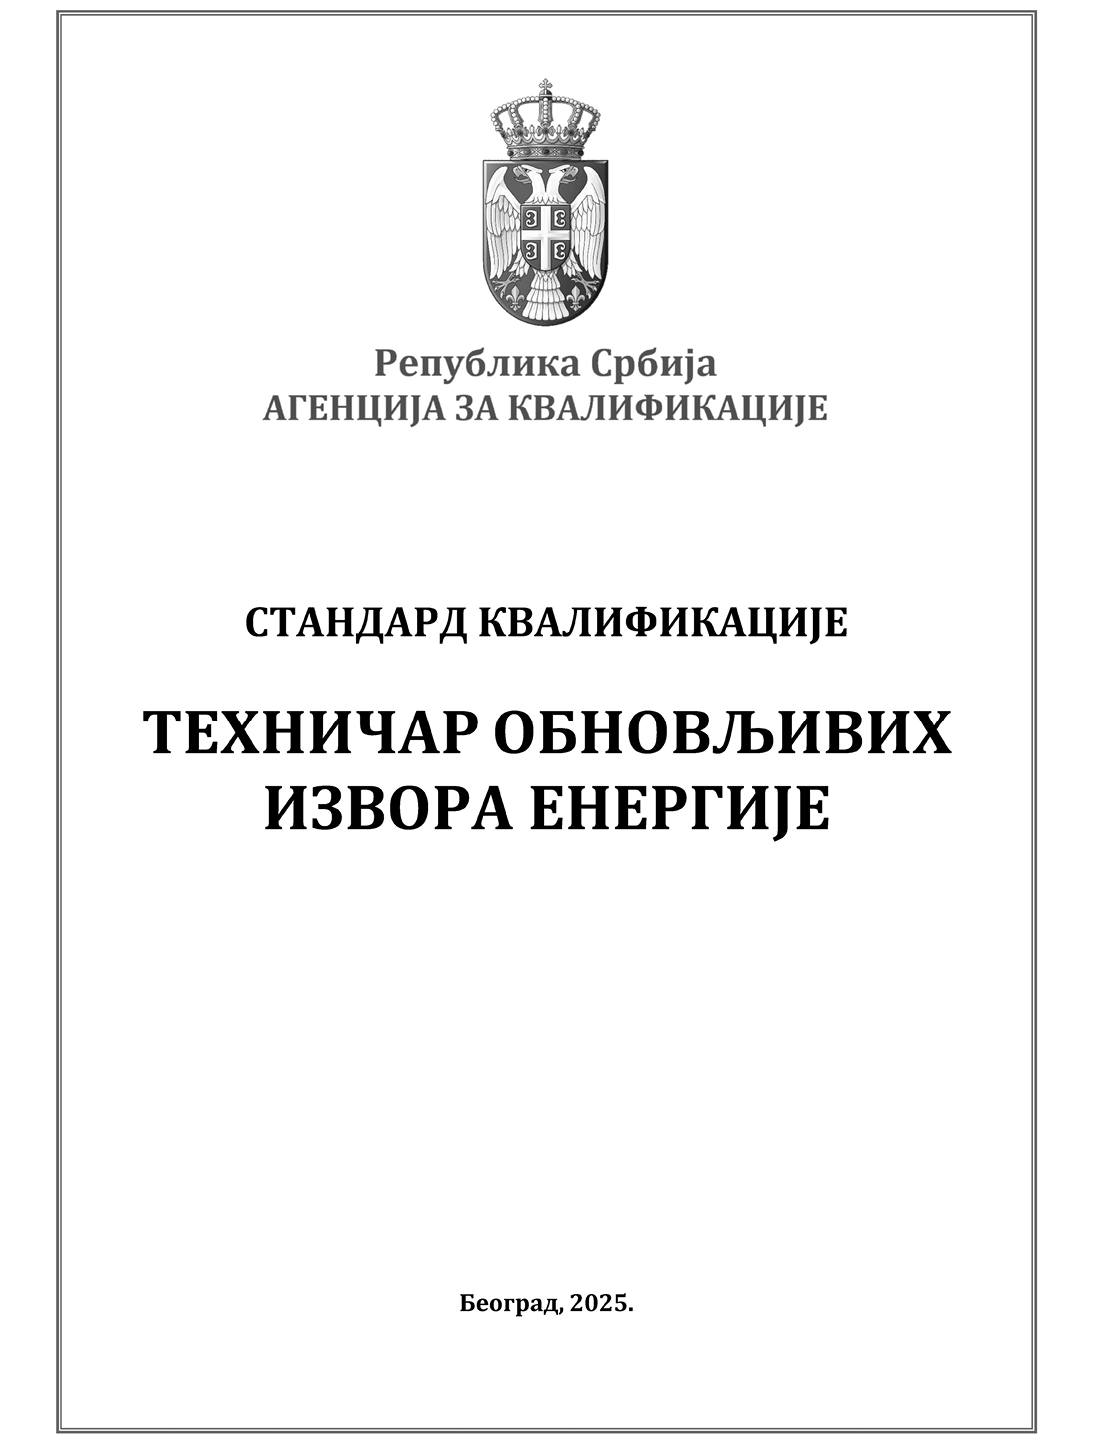 Република Србија
АГЕНЦИЈА ЗА КВАЛИФИКАЦИЈЕ
СТАНДАРД КВАЛИФИКАЦИЈЕ
ТЕХНИЧАР ОБНОВЉИВИХ
ИЗВОРА ЕНЕРГИЈЕ
Београд, 2025.